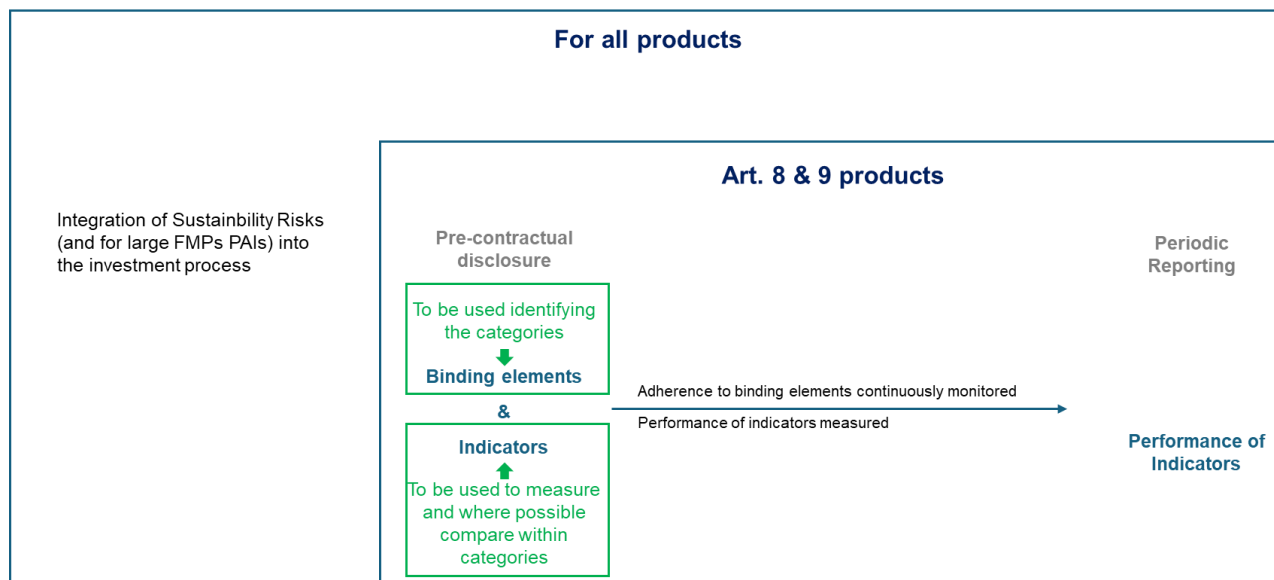 For all products
Art. 8 & 9 products
Integration of Sustainbility Risks
(and for large FMPs PAIs) into
the investment process
Pre-contractual
disclosure
To be used identifying
the categories
Binding elements
&
Indicators
To be used to measure
and where possible
compare within
categories
Adherence to binding elements continuously monitored
Performance of indicators measured
Periodic
Reporting
Performance of
Indicators